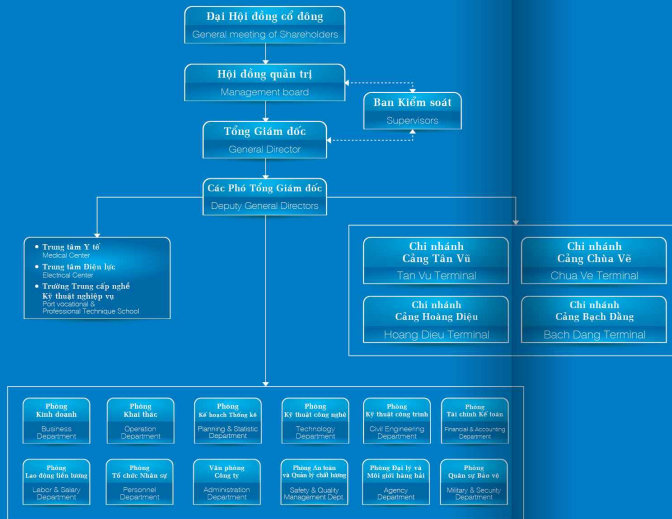 Đại Hội đồng cổ đông
General meeting of Shareholders
Hội đồng quản trị
Management board
Ban Kiểm soát
Supervisors
Tổng Giám đốc
General Director
Các Phó Tổng Giám đốc
Deputy General Directors
• Trung tâm Y tế
Medical Center
• Trung tâm Điện lực
Electrical Center
• Trường Trung cấp nghề
Kỹ thuật nghiệp vụ
Port vocational &
Professional Technique School
Chi nhánh
Cảng Tân Vũ
Tan Vu Terminal
Chi nhánh
Cảng Chùa Vẽ
Chua Ve Terminal
Chi nhánh
Cảng Hoàng Diệu
Hoang Dieu Terminal
Chi nhánh
Cảng Bạch Đằng
Bach Dang Terminal
Phòng
Kinh doanh
Business
Department
Phòng
Khai thác
Operation
Department
Phòng
Kế hoạch Thống kê
Planning & Statistic
Department
Phòng
Kỹ thuật công nghệ
Technology
Department
Phòng
Kỹ thuật công trình
Civil Engineering
Department
Phòng
Tài chính Kế toán
Financial & Accounting
Department
Phòng
Lao động tiền lương
Labor & Salary
Department
Phòng
Tổ chức Nhân sự
Personnel
Department
Văn phòng
Công ty
Administration
Department
Phòng An toàn
và Quản lý chất lượng
Safety & Quality
Management Dept.
Phòng Đại lý và
Môi giới hàng hải
Agency
Department
Phòng
Quân sự Bảo vệ
Military & Security
Department